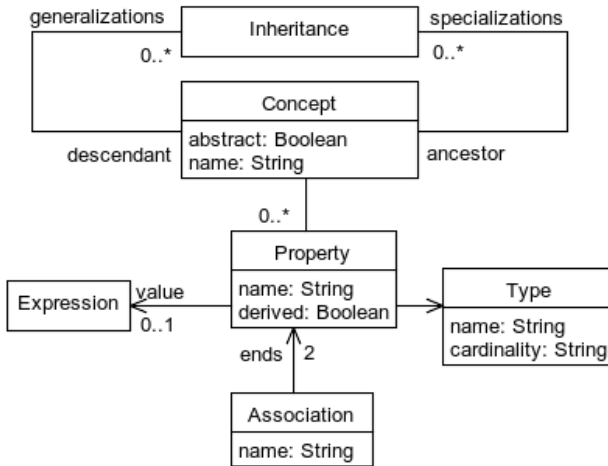 generalizations
Inheritance
specializations
0..*
0..*
Concept
abstract: Boolean
name: String
descendant
ancestor
0..*
Property
name: String
derived: Boolean
Expression
value
0..1
Type
name: String
cardinality: String
ends
2
Association
name: String